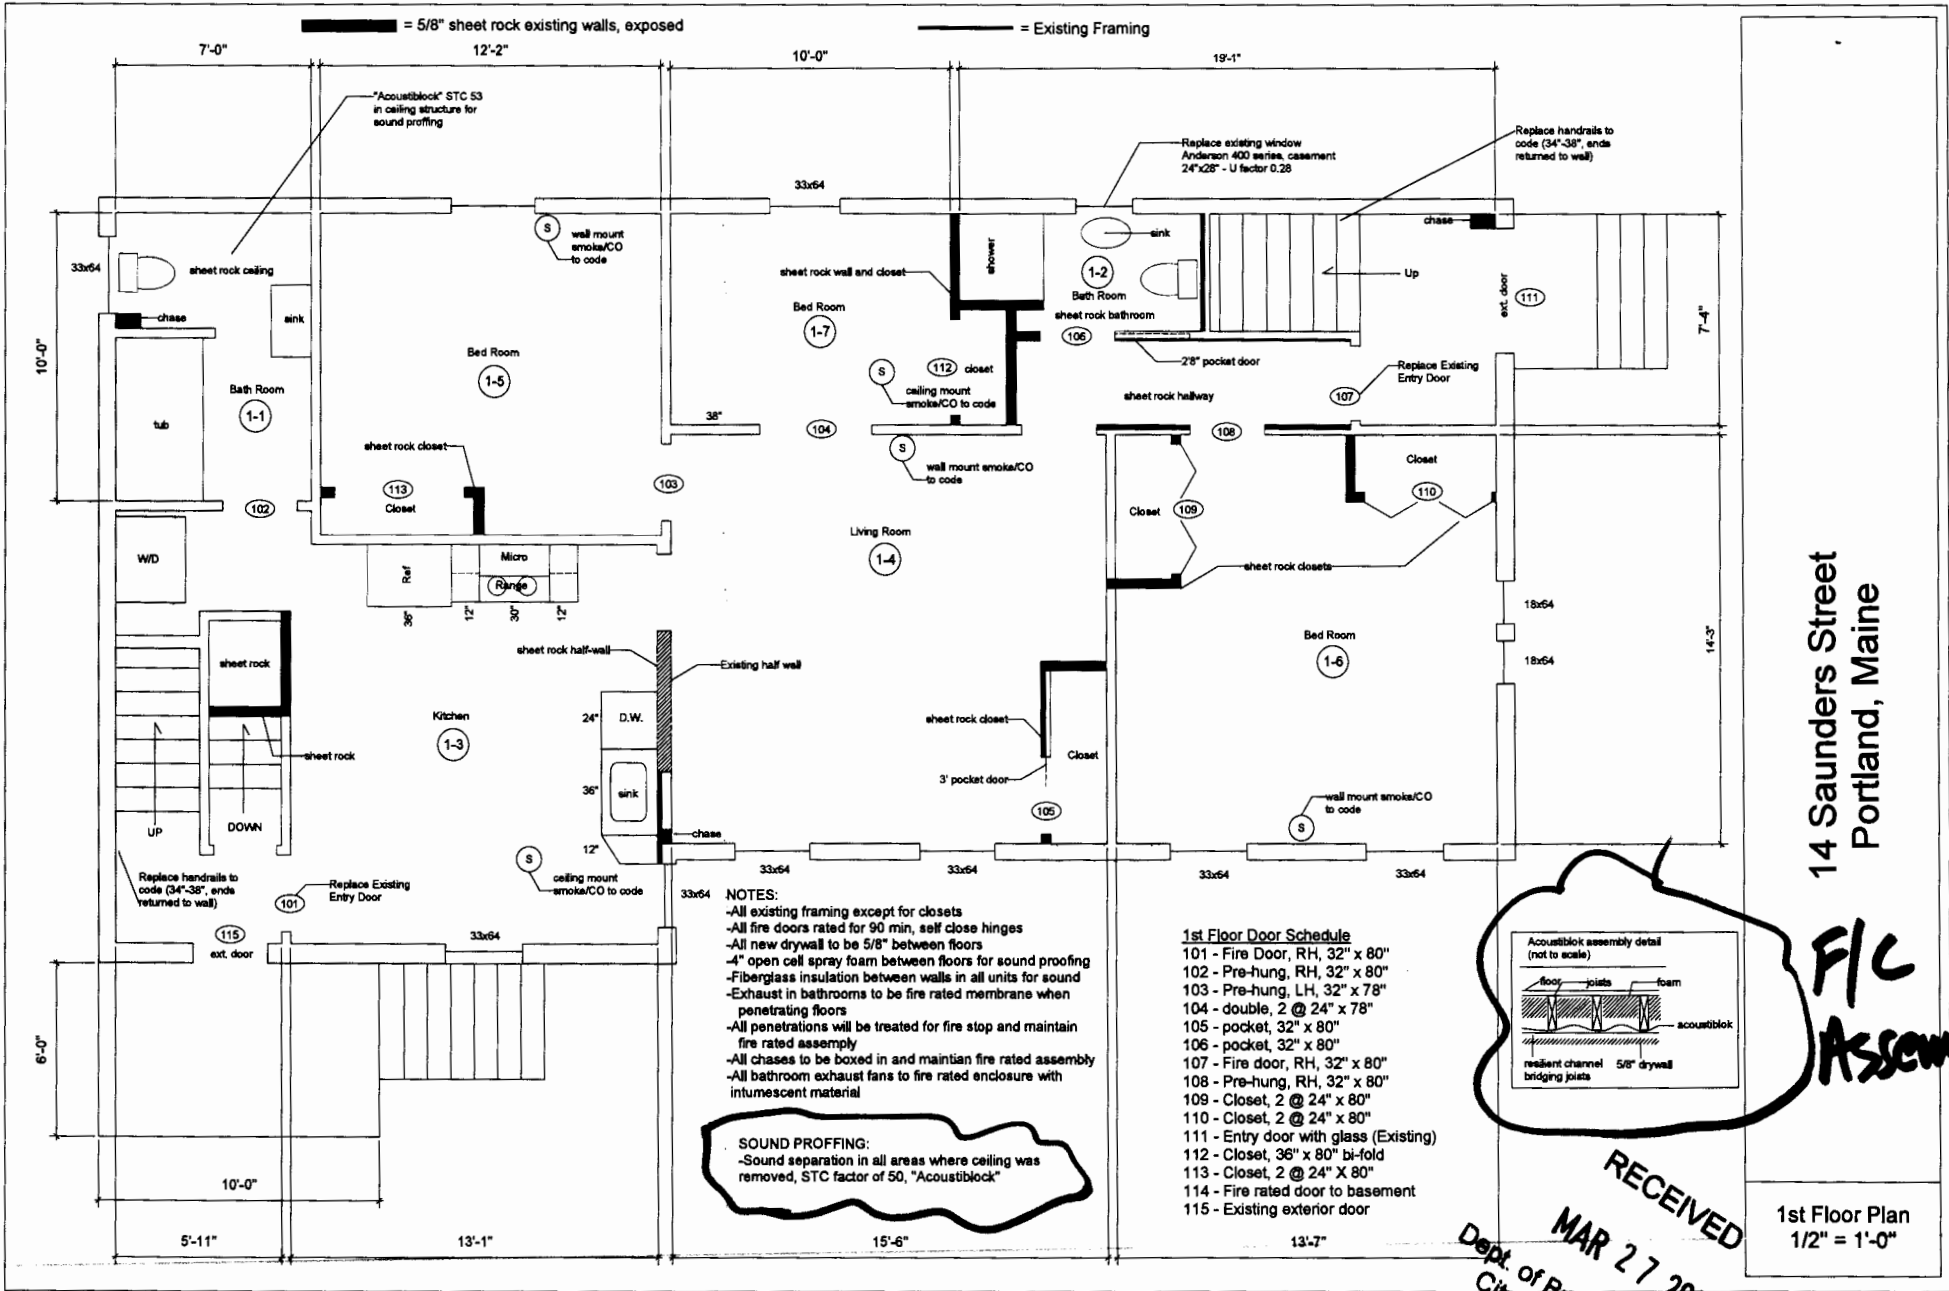 = 5/8" sheet rock existing walls, exposed
= Existing Framing
7'-0"
12'-2"
10'-0"
19'-1"
"Acoustiblock" STC 53
in ceiling structure for
sound proffing
Replace existing window
Anderson 400 series, casement
24"x28" - U factor 0.28
Replace handrails to
code (34"-38", ends
returned to wall)
33x64
chase
S
wall mount
smoke/CO
to code
sink
33x64
sheet rock ceiling
shower
1-2
Bath Room
sheet rock bathroom
106
Up
ext. door
111
sheet rock wall and closet
Bed Room
1-7
chase
sink
10'-0"
7'-4"
Bed Room
1-5
2'8" pocket door
112
closet
S
ceiling mount
smoke/CO to code
Replace Existing
Entry Door
107
sheet rock hallway
Bath Room
1-1
tub
38"
104
108
sheet rock closet
S
wall mount smoke/CO
to code
Closet
110
113
Closet
103
102
Closet
109
Living Room
1-4
W/D
Ref
Micro
Range
36"
12"
30"
12"
sheet rock closets
18x64
18x64
14'-3"
Bed Room
1-6
sheet rock
sheet rock half-wall
Existing half wall
Kitchen
1-3
24"
D.W.
sheet rock closet
Closet
sheet rock
3' pocket door
36"
sink
105
wall mount smoke/CO
to code
S
UP
DOWN
chase
12"
S
ceiling mount
smoke/CO to code
33x64
33x64
33x64
33x64
Replace handrails to
code (34"-38", ends
returned to wall)
Replace Existing
Entry Door
101
115
ext. door
33x64
33x64
6'-0"
10'-0"
NOTES:
-All existing framing except for closets
-All fire doors rated for 90 min, self close hinges
-All new drywall to be 5/8" between floors
-4" open cell spray foam between floors for sound proofing
-Fiberglass insulation between walls in all units for sound
-Exhaust in bathrooms to be fire rated membrane when
penetrating floors
-All penetrations will be treated for fire stop and maintain
fire rated assemply
-All chases to be boxed in and maintian fire rated assembly
-All bathroom exhaust fans to fire rated enclosure with
intumescent material
SOUND PROFFING:
-Sound separation in all areas where ceiling was
removed, STC factor of 50, "Acoustiblock"
1st Floor Door Schedule
101 - Fire Door, RH, 32" x 80"
102 - Pre-hung, RH, 32" x 80"
103 - Pre-hung, LH, 32" x 78"
104 - double, 2 @ 24" x 78"
105 - pocket, 32" x 80"
106 - pocket, 32" x 80"
107 - Fire door, RH, 32" x 80"
108 - Pre-hung, RH, 32" x 80"
109 - Closet, 2 @ 24" x 80"
110 - Closet, 2 @ 24" x 80"
111 - Entry door with glass (Existing)
112 - Closet, 36" x 80" bi-fold
113 - Closet, 2 @ 24" X 80"
114 - Fire rated door to basement
115 - Existing exterior door
Acoustiblok assembly detail
(not to scale)
floor
joists
foam
acoustiblok
resilient channel
bridging joists
5/8" drywall
F/C
Assem
5'-11"
13'-1"
15'-6"
13'-7"
RECEIVED
MAR 27 20
Dept. of B
Cit
14 Saunders Street
Portland, Maine
1st Floor Plan
1/2" = 1'-0"